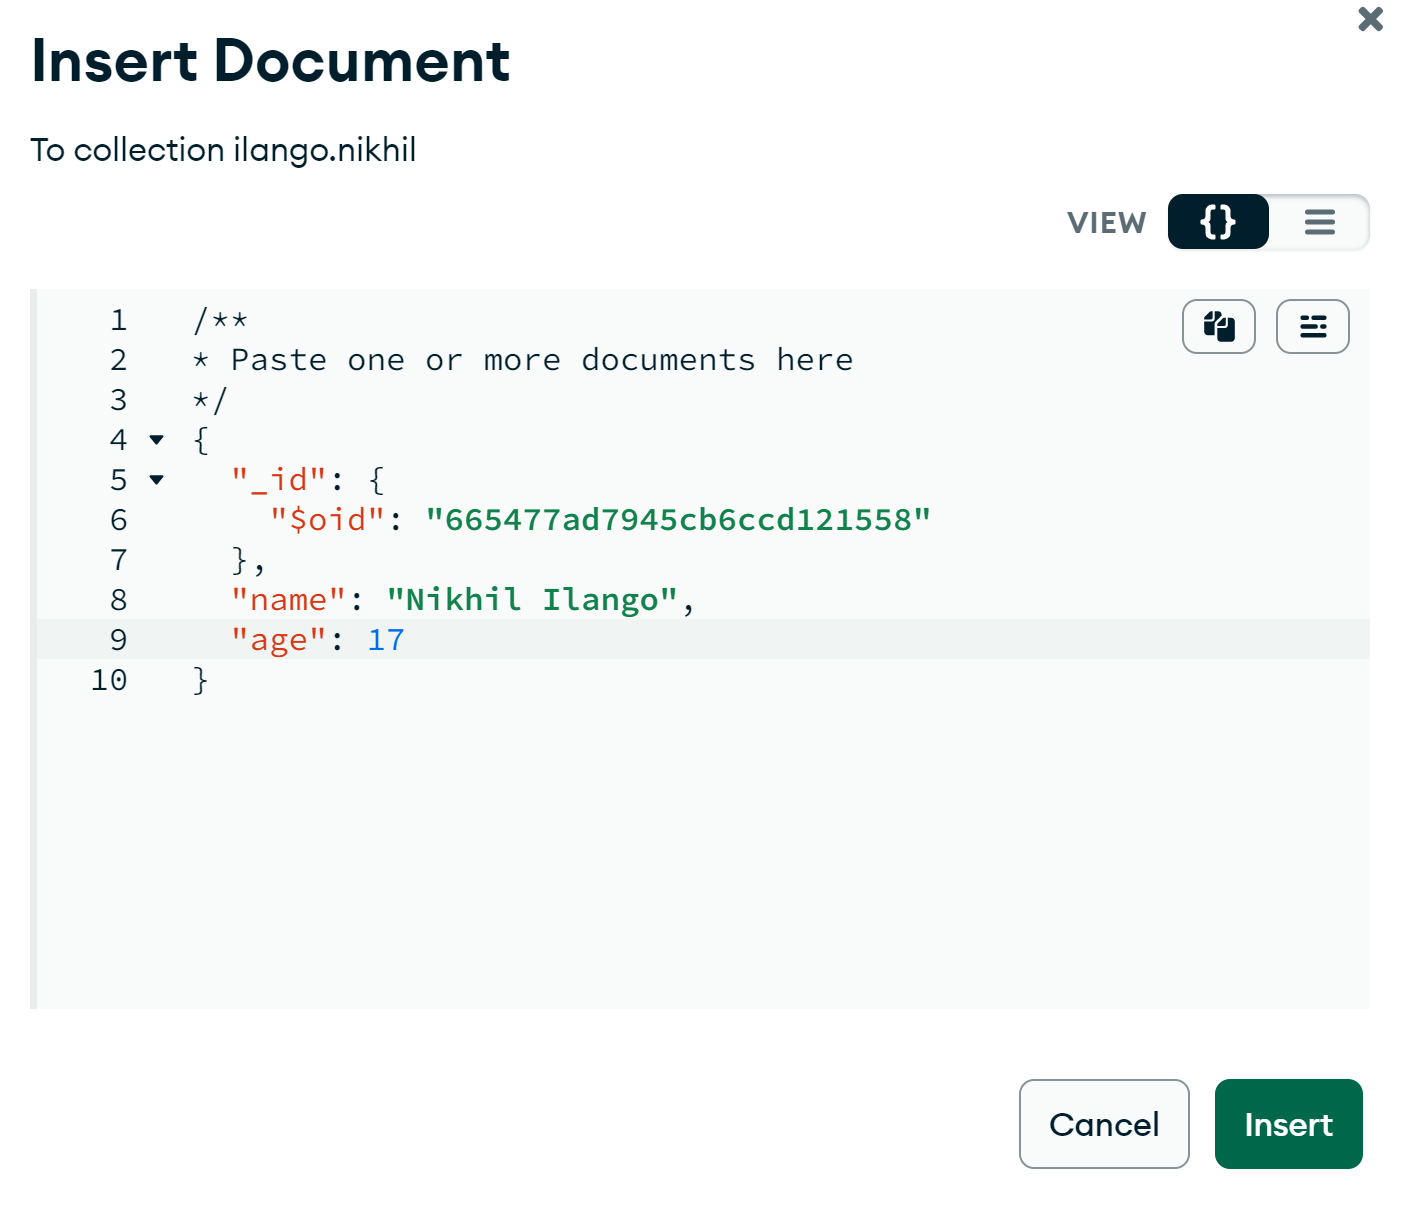 Insert Document
To collection ilango.nikhil
VIEW {}
1 /**
2 * Paste one or more documents here
3 */
4 {
5 "_id": {
6 "$oid": "665477ad7945cb6ccd121558"
7 },
8 "name": "Nikhil Ilango",
9 "age": 17
10 }
Cancel Insert